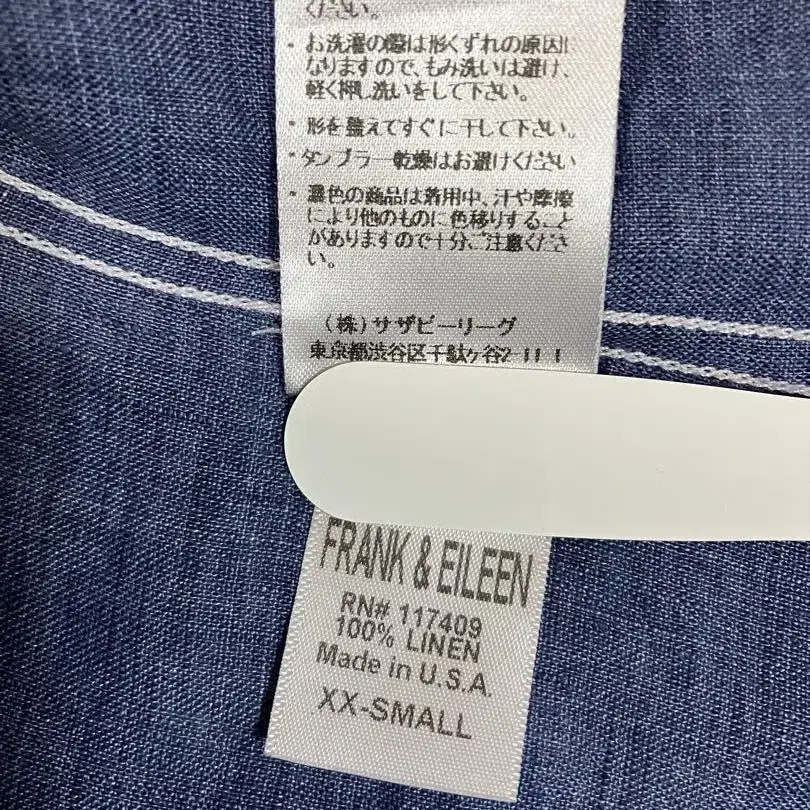 ください。
・お洗濯の際は形くずれの原因に
なりますので、もみ洗いは避け、
軽く押し洗いをして下さい。
・形を整えてすぐに干して下さい。
・タンブラー乾燥はお避けください
・濃色の商品は着用中、汗や摩擦
により他のものに色移りすること
がありますので十分ご注意くださ
い。
(株)サザビーリーグ
東京都渋谷区千駄ヶ谷2-11-1
FRANK & EILEEN
RN# 117409
100% LINEN
Made in U.S.A.
XX-SMALL